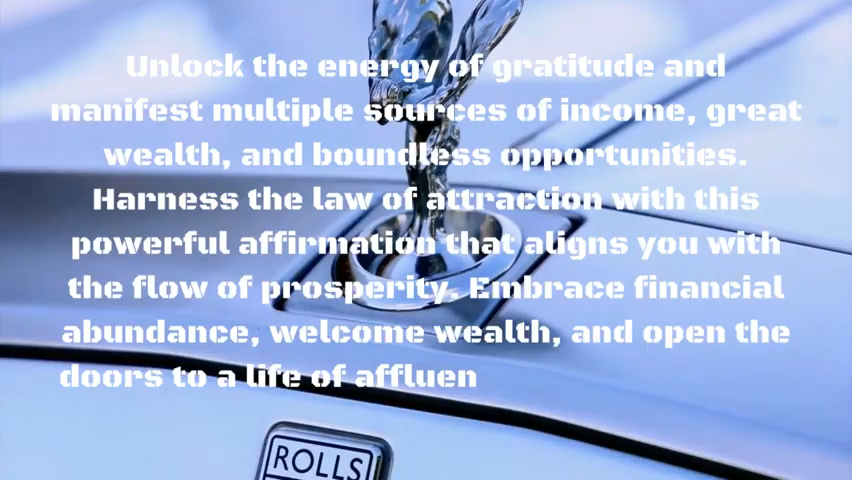 Unlock the energy of gratitude and
manifest multiple sources of income, great
wealth, and boundless opportunities.
Harness the law of attraction with this
powerful affirmation that aligns you with
the flow of prosperity. Embrace financial
abundance, welcome wealth, and open the
doors to a life of affluen
ROLLS